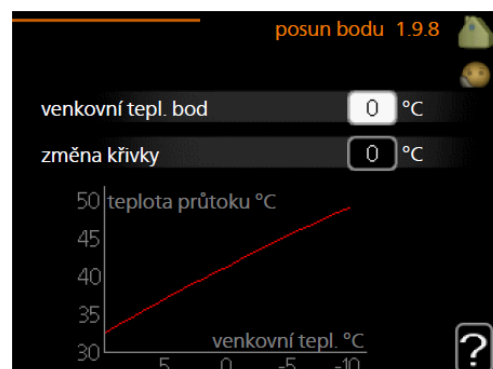 posun bodu 1.9.8
venkovní tepl. bod 0 °C
změna křivky 0 °C
50 teplota průtoku °C
45
40
35
venkovní tepl. °C
30
5 0 -5 -10
?